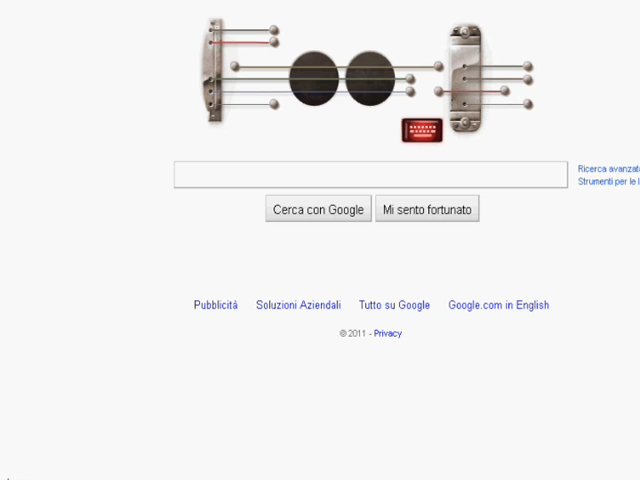 Ricerca avanzata
Strumenti per le
Cerca con Google Mi sento fortunato
Pubblicità Soluzioni Aziendali Tutto su Google Google.com in English
© 2011 - Privacy